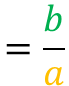 = b/a